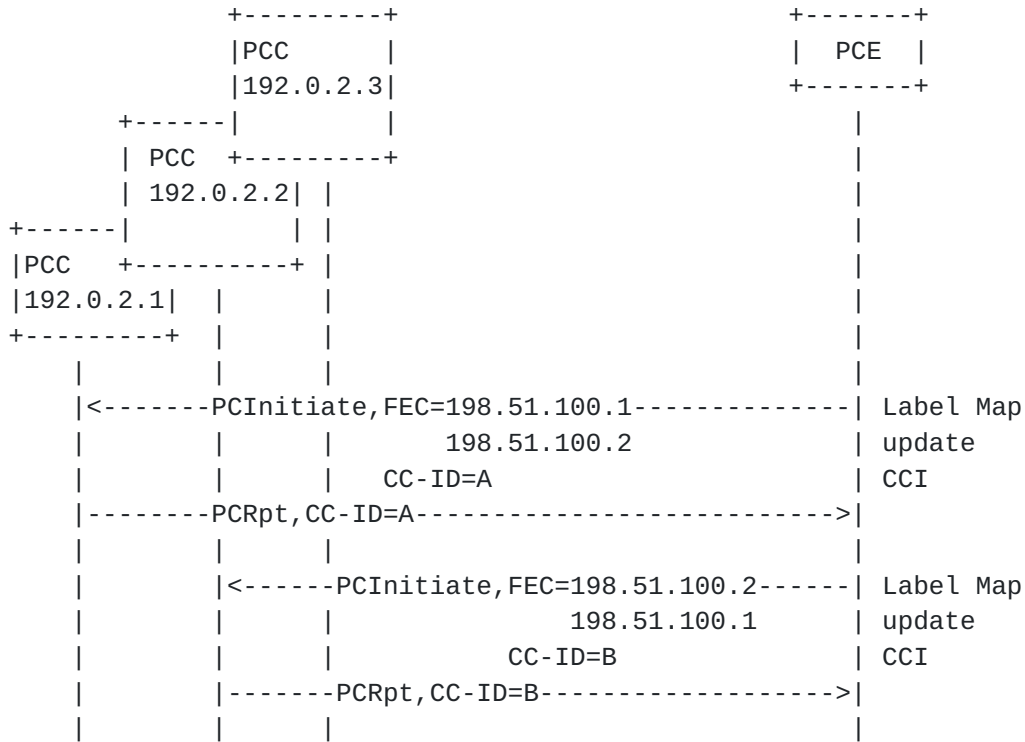 +---------+ +-------+
|PCC | | PCE |
|192.0.2.3| +-------+
+------| | |
| PCC +---------+ |
| 192.0.2.2| | |
+------| | | |
|PCC +----------+ | |
|192.0.2.1| | | |
+---------+ | | |
| | | |
|<-------PCInitiate,FEC=198.51.100.1--------------| Label Map
| | | 198.51.100.2 | update
| | | CC-ID=A | CCI
|--------PCRpt,CC-ID=A--------------------------->|
| | | |
| |<------PCInitiate,FEC=198.51.100.2------| Label Map
| | | 198.51.100.1 | update
| | | CC-ID=B | CCI
| |-------PCRpt,CC-ID=B------------------->|
| | | |